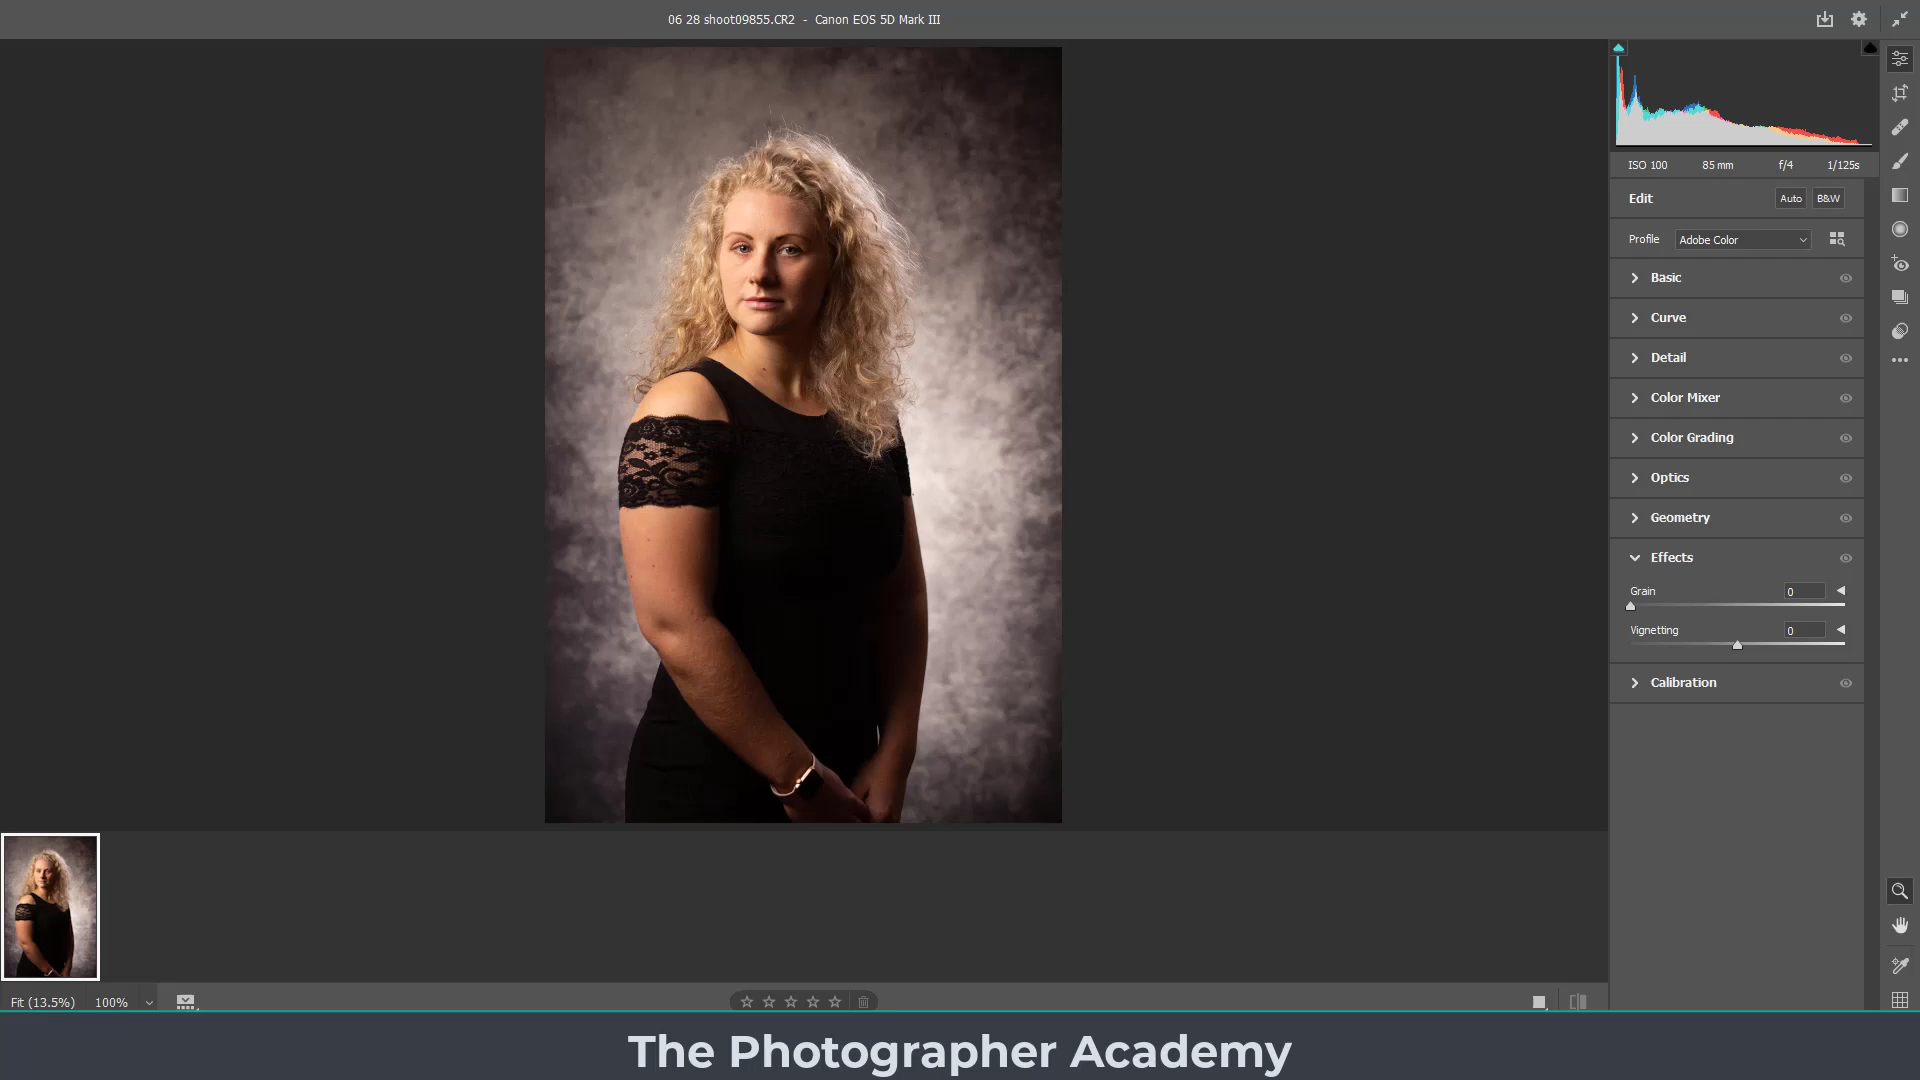 06 28 shoot09855.CR2 - Canon EOS 5D Mark III
ISO 100 85 mm f/4 1/125s
Edit Auto B&W
Profile Adobe Color
Basic
Curve
Detail
Color Mixer
Color Grading
Optics
Geometry
Effects
Grain 0
Vignetting 0
Calibration
Fit (13.5%) 100%
The Photographer Academy